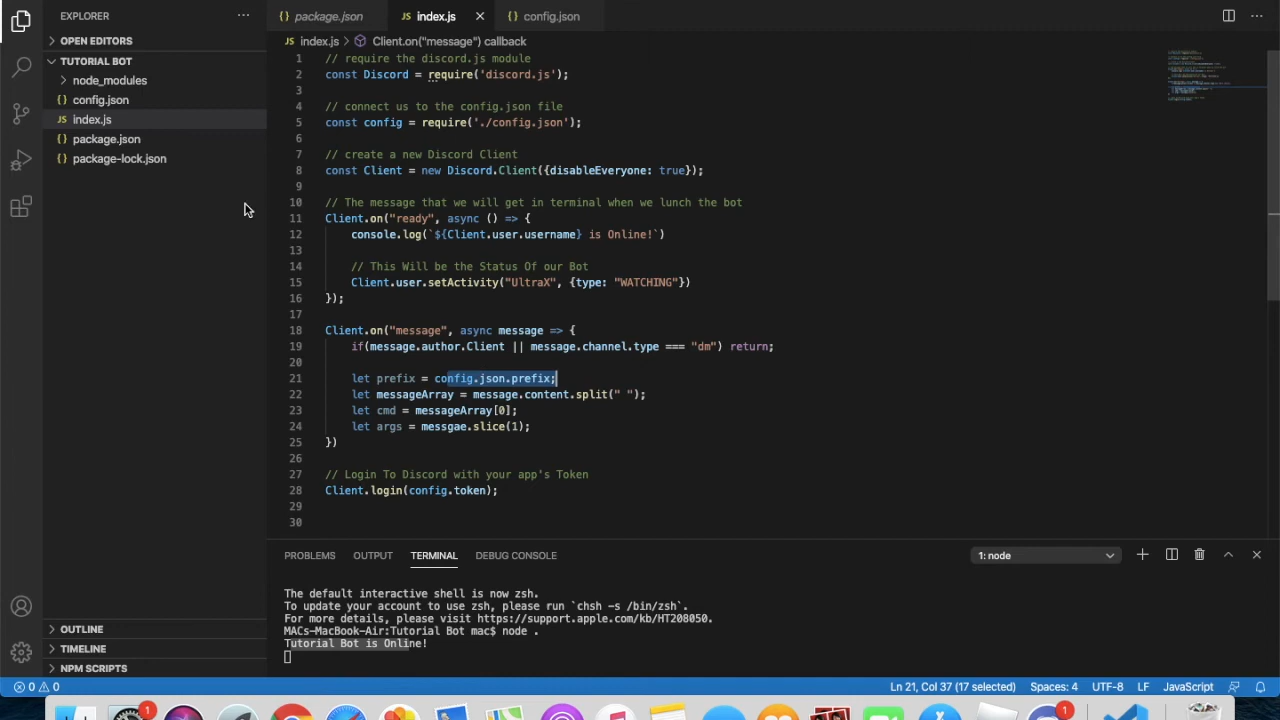 EXPLORER
OPEN EDITORS
TUTORIAL BOT
node_modules
{} config.json
JS index.js
{} package.json
{} package-lock.json
OUTLINE
TIMELINE
NPM SCRIPTS
{} package.json JS index.js {} config.json
JS index.js > Client.on("message") callback
1 // require the discord.js module
2 const Discord = require('discord.js');
3
4 // connect us to the config.json file
5 const config = require('./config.json');
6
7 // create a new Discord Client
8 const Client = new Discord.Client({disableEveryone: true});
9
10 // The message that we will get in terminal when we lunch the bot
11 Client.on("ready", async () => {
12 console.log(`${Client.user.username} is Online!`)
13
14 // This Will be the Status Of our Bot
15 Client.user.setActivity("UltraX", {type: "WATCHING"})
16 });
17
18 Client.on("message", async message => {
19 if(message.author.Client || message.channel.type === "dm") return;
20
21 let prefix = config.json.prefix;
22 let messageArray = message.content.split(" ");
23 let cmd = messageArray[0];
24 let args = messgae.slice(1);
25 })
26
27 // Login To Discord with your app's Token
28 Client.login(config.token);
29
30
PROBLEMS OUTPUT TERMINAL DEBUG CONSOLE 1: node
The default interactive shell is now zsh.
To update your account to use zsh, please run `chsh -s /bin/zsh`.
For more details, please visit https://support.apple.com/kb/HT208050.
MACs-MacBook-Air:Tutorial Bot mac$ node .
Tutorial Bot is Online!
0 0 Ln 21, Col 37 (17 selected) Spaces: 4 UTF-8 LF JavaScript
1 1